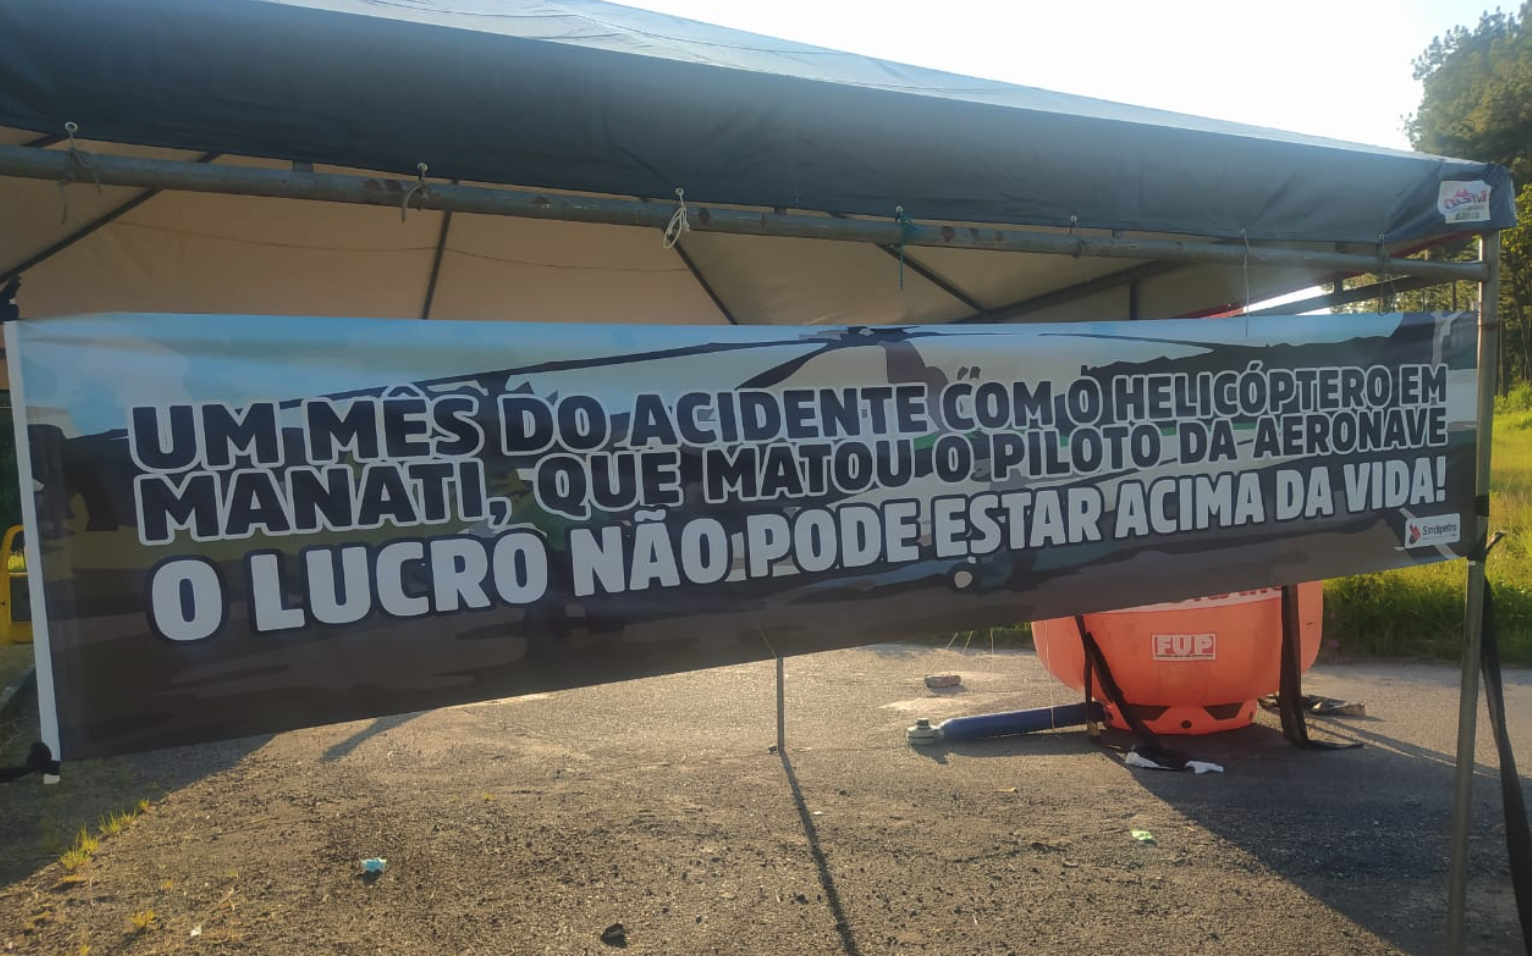 UM MÊS DO ACIDENTE COM O HELICÓPTERO EM
MANATI, QUE MATOU O PILOTO DA AERONAVE
O LUCRO NÃO PODE ESTAR ACIMA DA VIDA!
Sindipetro
FUP